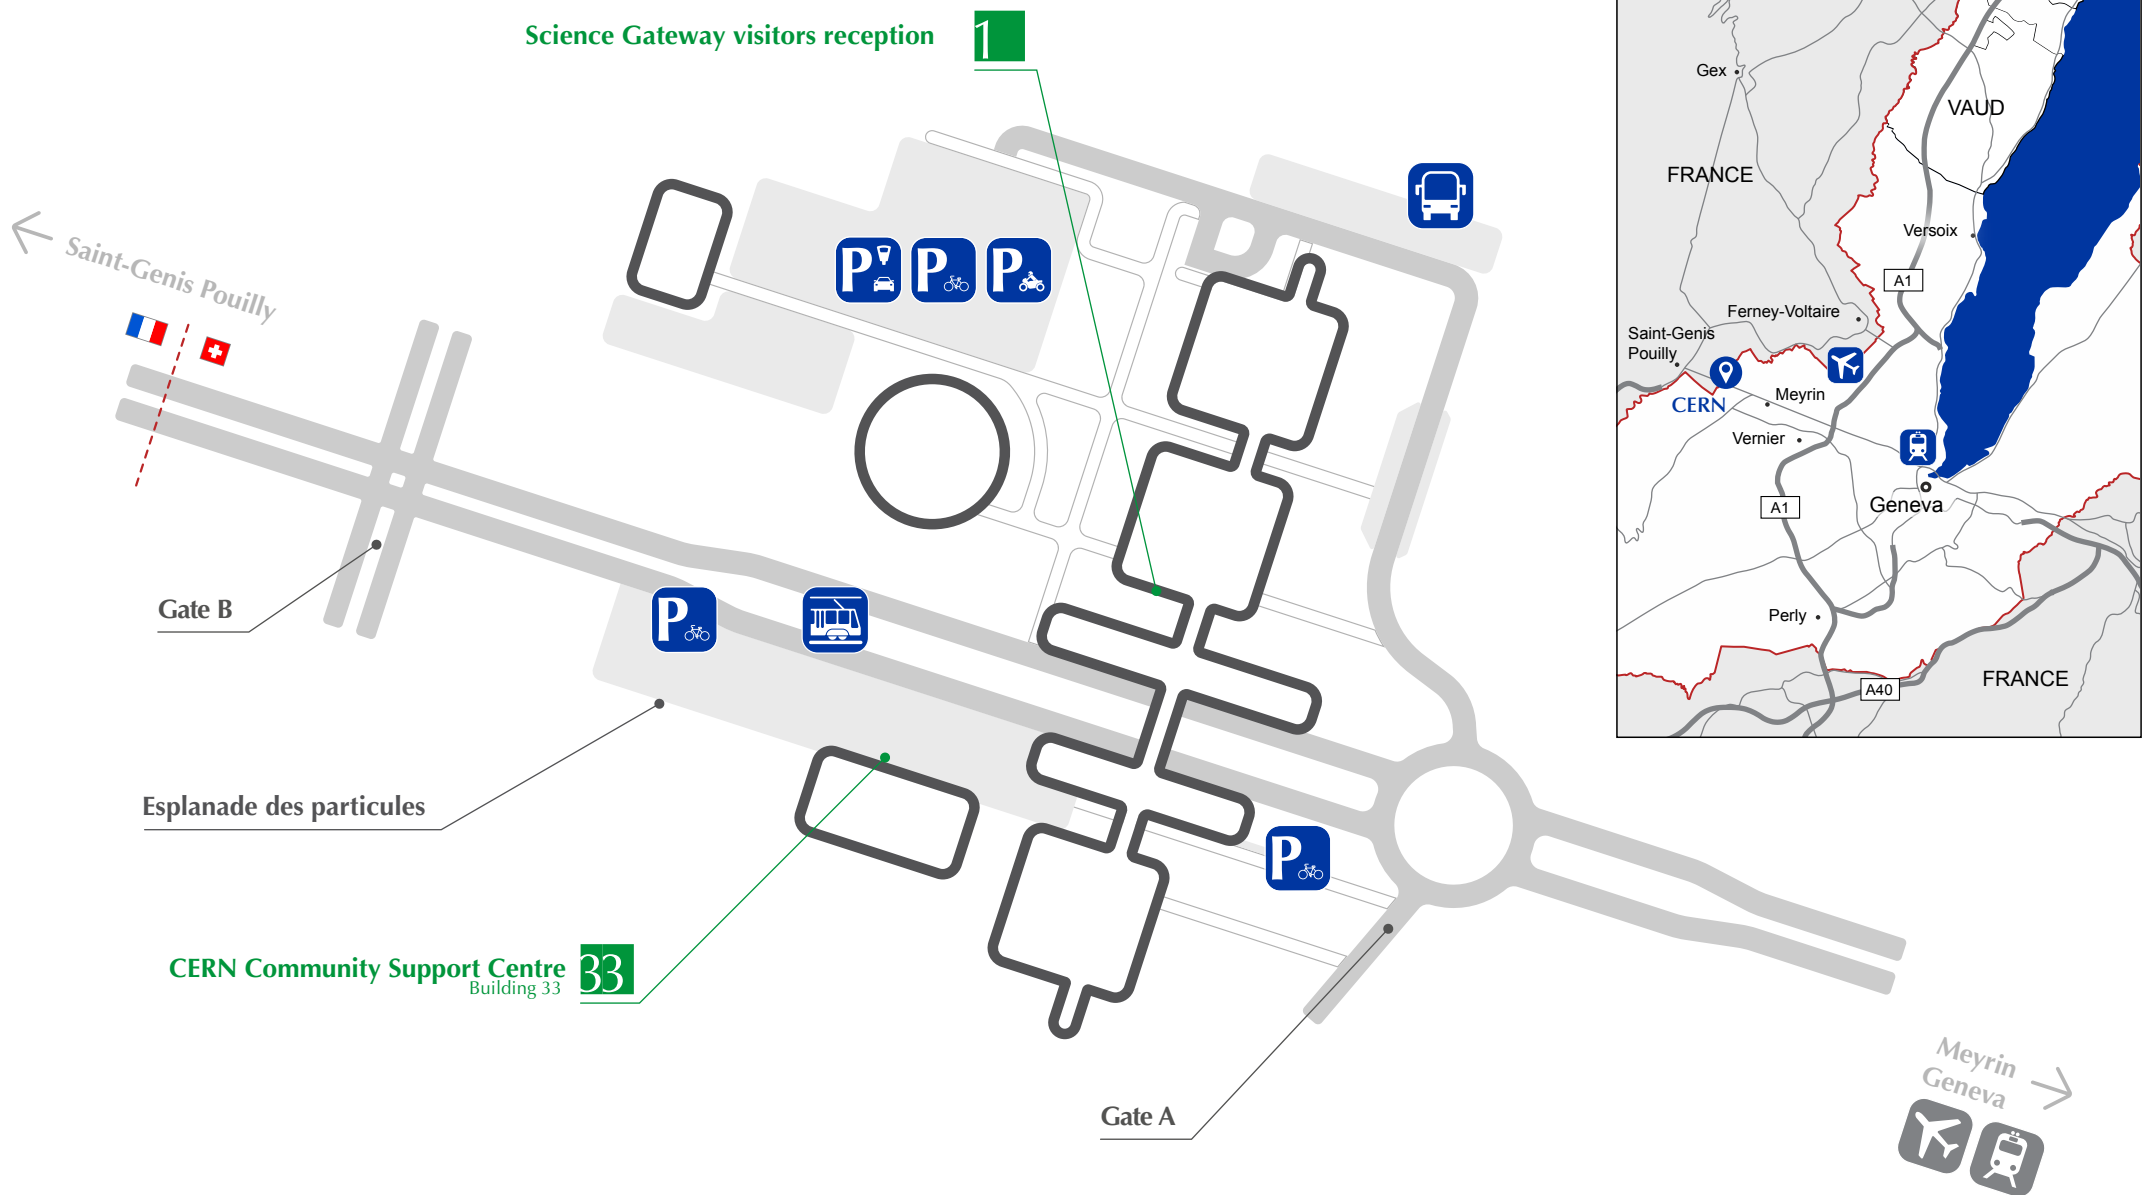 Science Gateway visitors reception
1
Saint-Genis Pouilly
P
P
P
Gate B
P
Esplanade des particules
P
CERN Community Support Centre
Building 33
33
Gate A
Meyrin
Geneva
Gex
VAUD
FRANCE
Versoix
A1
Ferney-Voltaire
Saint-Genis
Pouilly
CERN
Meyrin
Vernier
Geneva
A1
Perly
A40
FRANCE